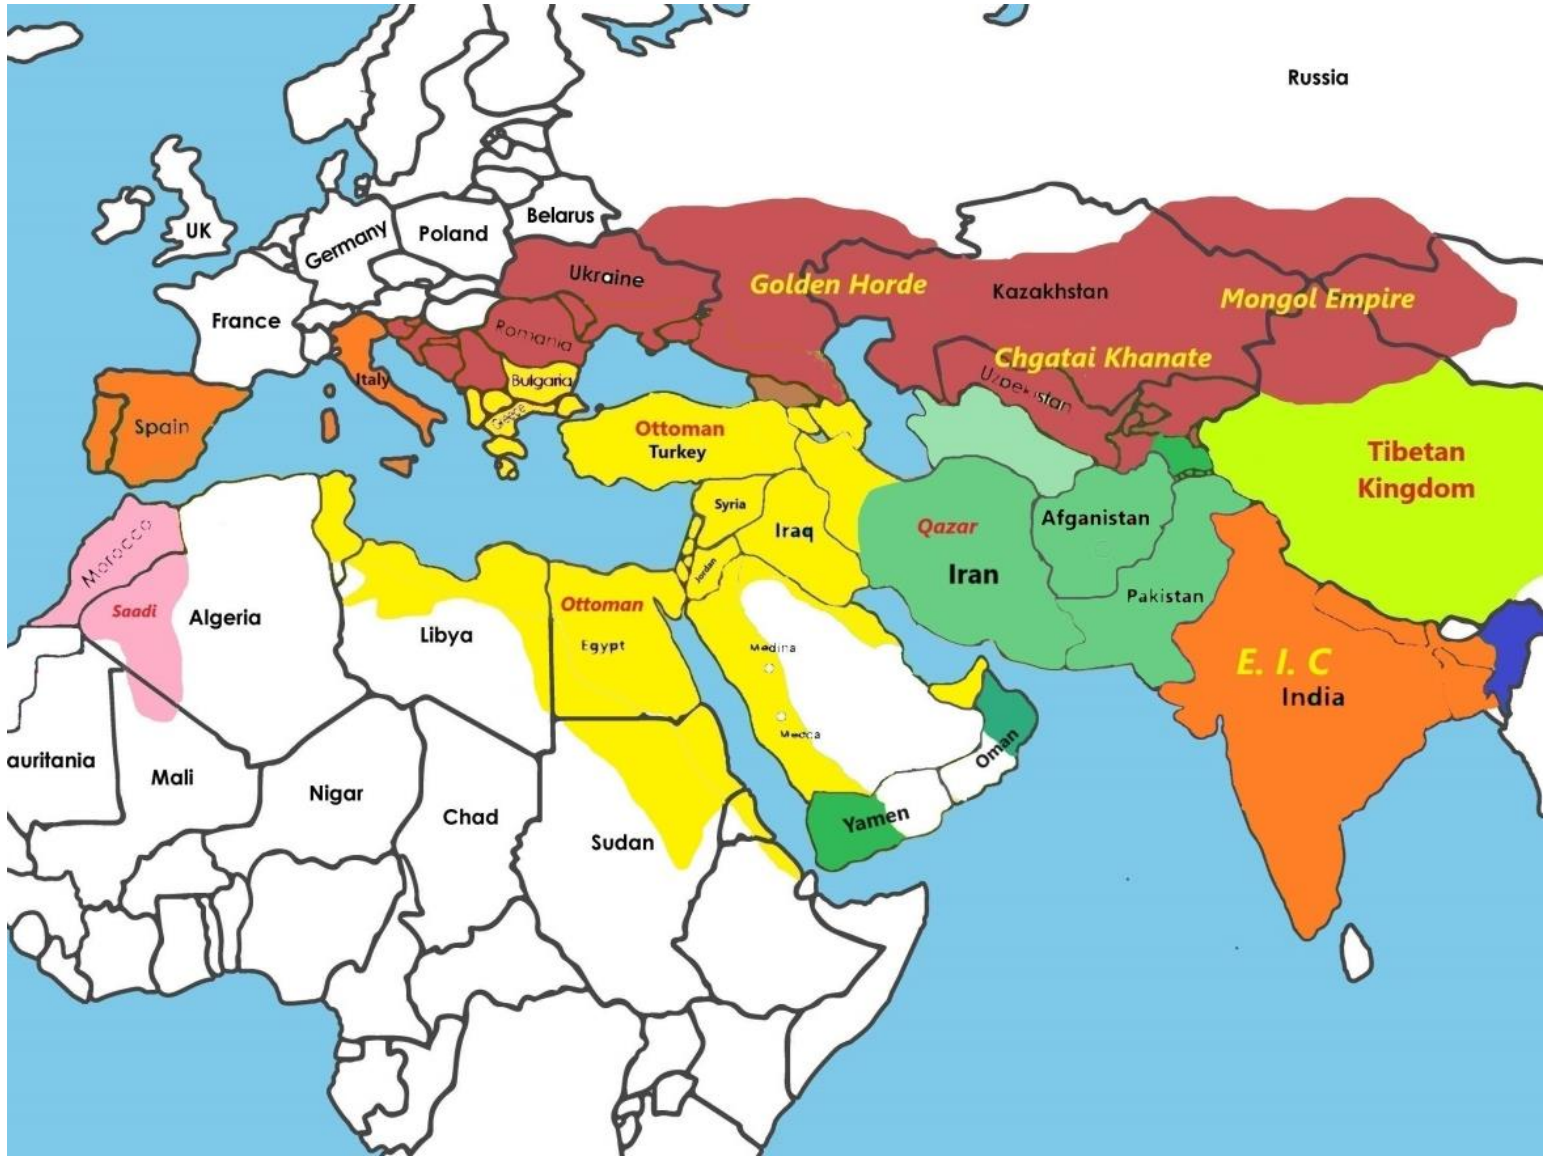 Russia
UK
Germany
Poland
Belarus
Ukraine
Golden Horde
Kazakhstan
Mongol Empire
France
Romania
Chgatai Khanate
Italy
Bulgaria
Uzbekistan
Spain
Greece
Ottoman
Turkey
Tibetan
Kingdom
Syria
Iraq
Qazar
Afganistan
Morocco
Jordan
Iran
Pakistan
Saadi
Algeria
Ottoman
Libya
Egypt
Medina
E. I. C
India
Mecca
Oman
auritania
Mali
Nigar
Chad
Yamen
Sudan